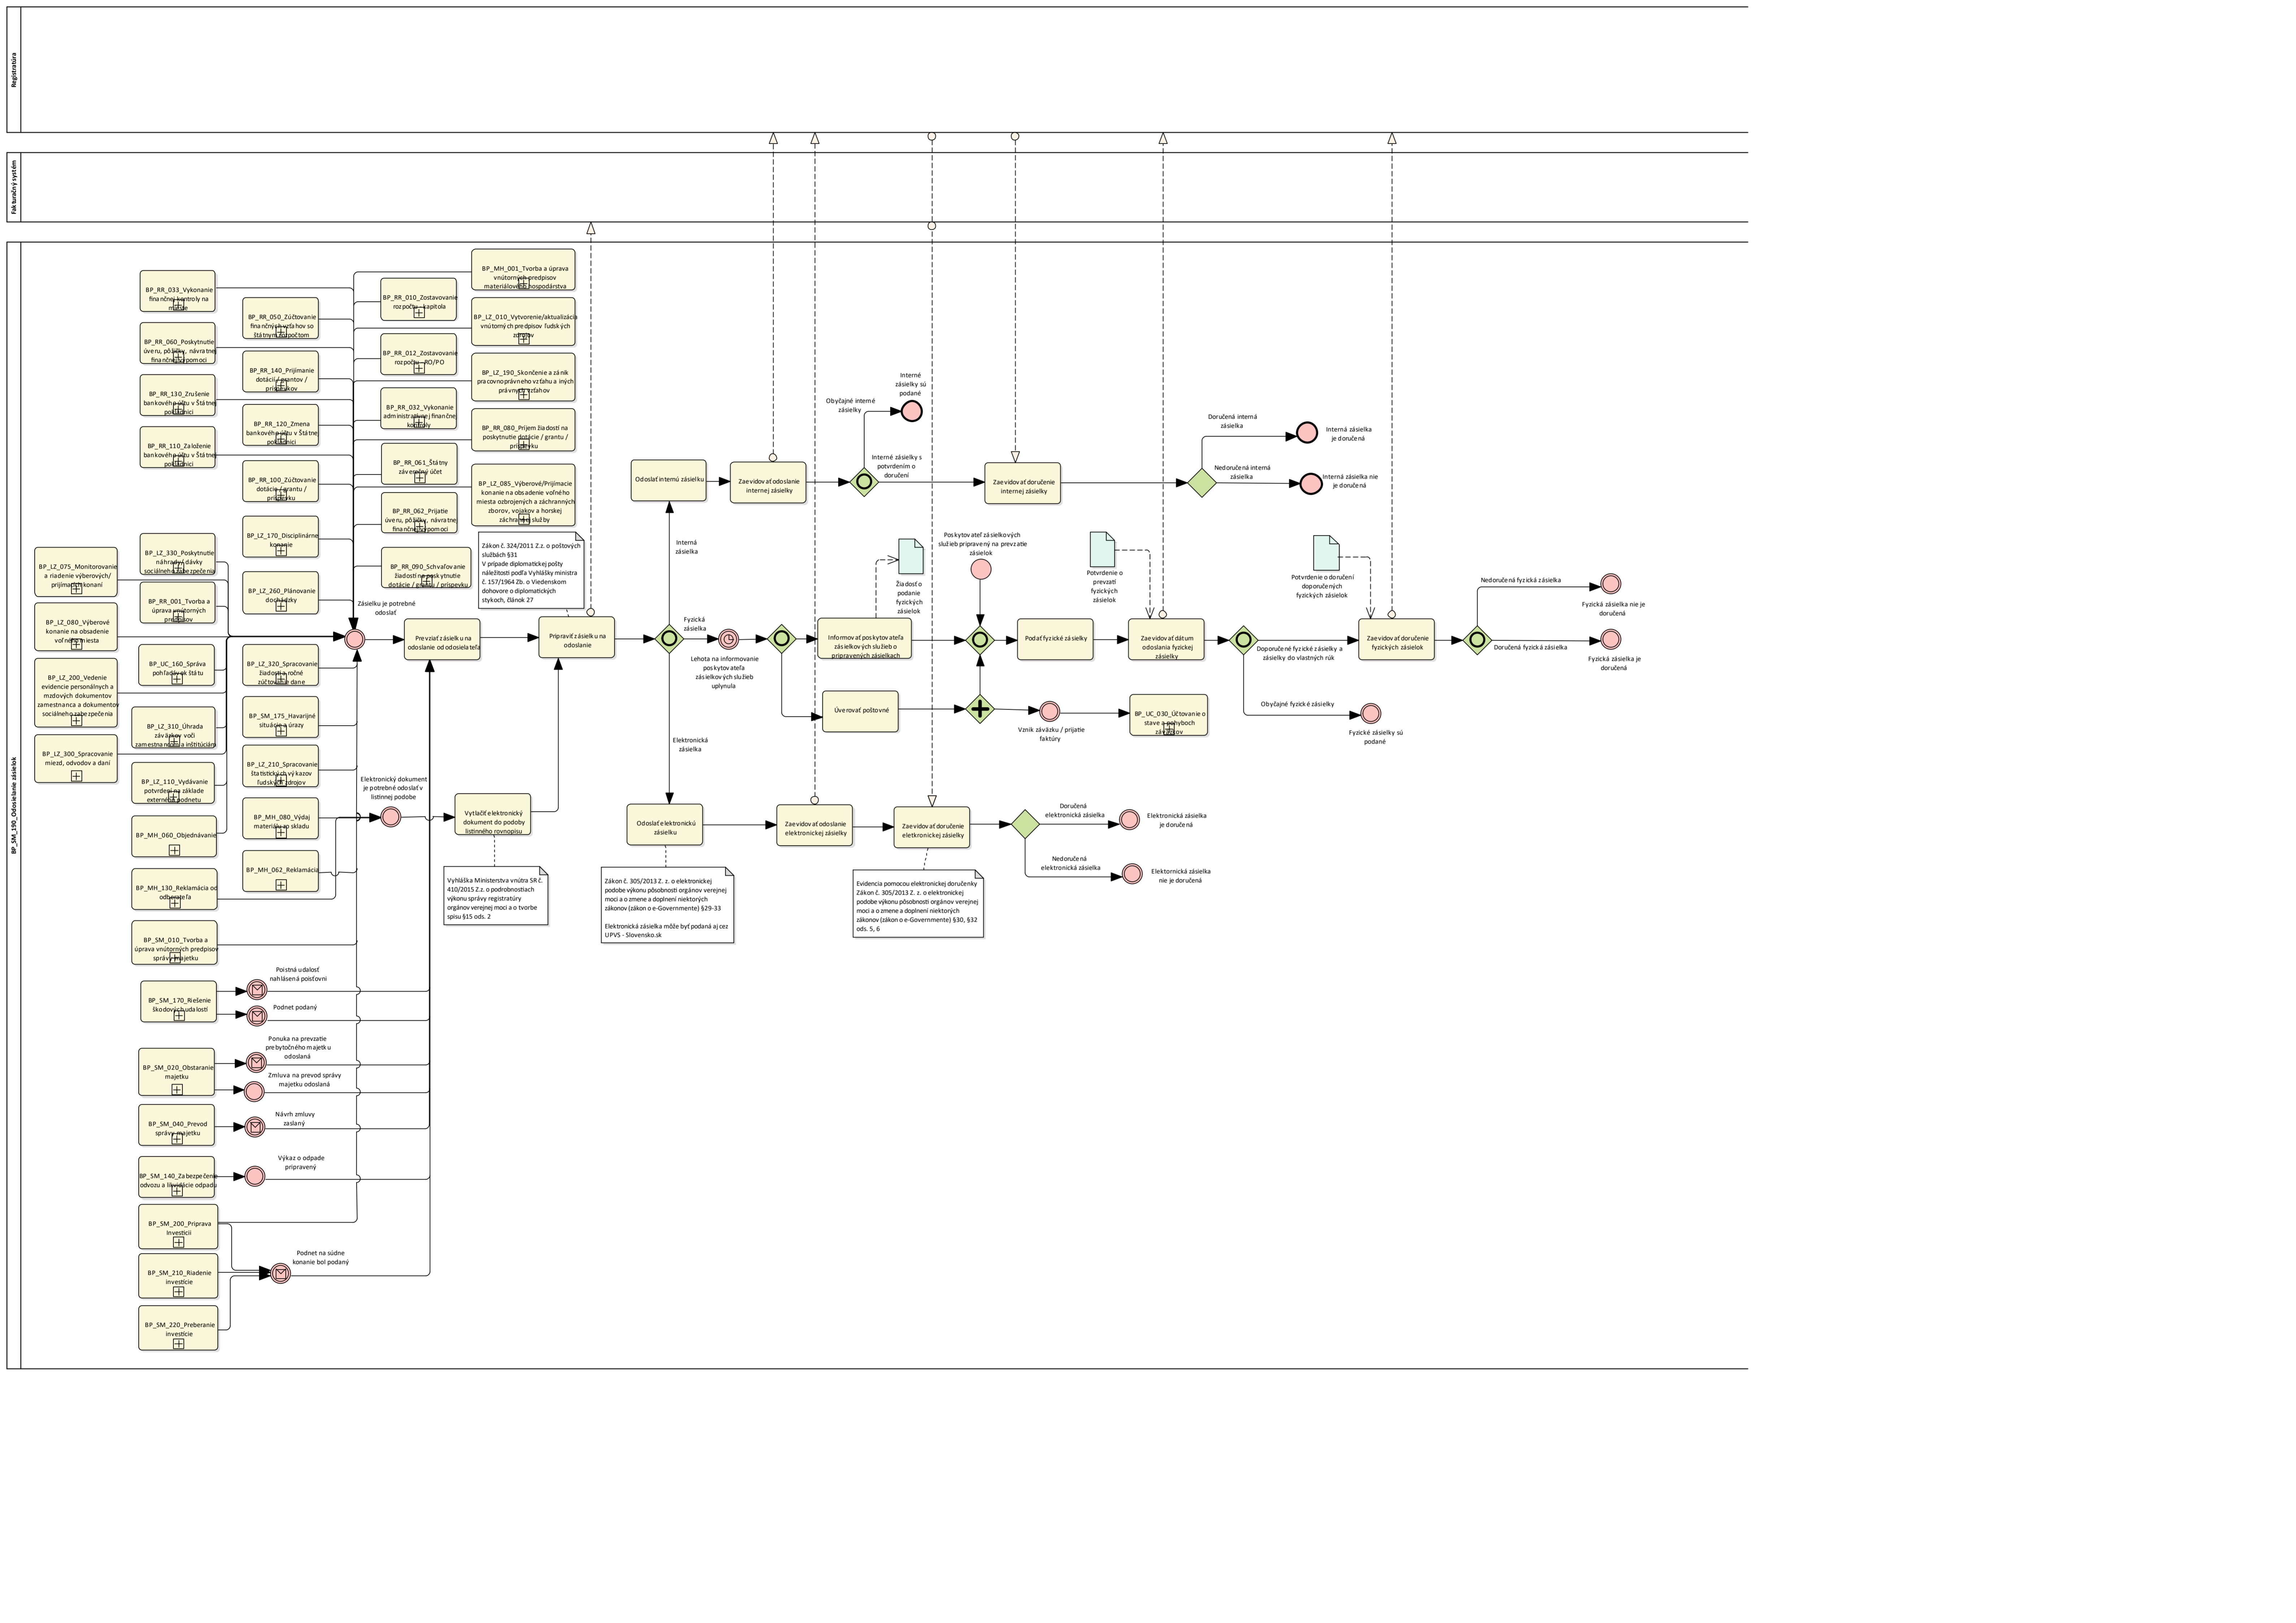 Registratúra
Fakturačný systém
BP_SM_190_Odosielanie zásielok
BP_MH_001_Tvorba a úprava
vnútorných predpisov
materiálového hospodárstva
BP_RR_033_Vykonanie
finančnej kontroly na
mieste
BP_RR_010_Zostavovanie
rozpočtu - kapitola
BP_RR_050_Zúčtovanie
finančných vzťahov so
štátnym rozpočtom
BP_LZ_010_Vytvorenie/aktualizácia
vnútorných predpisov ľudských
zdrojov
BP_RR_060_Poskytnutie
úveru, pôžičky, návratnej
finančnej výpomoci
BP_RR_012_Zostavovanie
rozpočtu - RO/PO
BP_RR_140_Prijímanie
dotácií / grantov /
príspevkov
BP_LZ_190_Skončenie a zánik
pracovnoprávneho vzťahu a iných
právnych vzťahov
BP_RR_130_Zrušenie
bankového účtu v Štátnej
pokladnici
BP_RR_032_Vykonanie
administratívnej finančnej
kontroly
BP_RR_120_Zmena
bankového účtu v Štátnej
pokladnici
BP_RR_080_Príjem žiadostí na
poskytnutie dotácie / grantu /
príspevku
BP_RR_110_Založenie
bankového účtu v Štátnej
pokladnici
BP_RR_061_Štátny
záverečný účet
BP_RR_100_Zúčtovanie
dotácie / grantu /
príspevku
BP_LZ_085_Výberové/Prijímacie
konanie na obsadenie voľného
miesta ozbrojených a záchranných
zborov, vojakov a horskej
záchrannej služby
BP_RR_062_Prijatie
úveru, pôžičky, návratnej
finančnej výpomoci
BP_LZ_170_Disciplinárne
konanie
BP_RR_090_Schvaľovanie
žiadostí na poskytnutie
dotácie / grantu / príspevku
BP_LZ_330_Poskytnutie
náhrady / dávky
sociálneho zabezpečenia
BP_LZ_075_Monitorovanie
a riadenie výberových/
prijímacích konaní
BP_LZ_260_Plánovanie
dochádzky
BP_RR_001_Tvorba a
úprava vnútorných
predpisov
BP_LZ_080_Výberové
konanie na obsadenie
voľného miesta
BP_UC_160_Správa
pohľadávok štátu
BP_LZ_320_Spracovanie
žiadosti a ročné
zúčtovanie dane
BP_LZ_200_Vedenie
evidencie personálnych a
mzdových dokumentov
zamestnanca a dokumentov
sociálneho zabezpečenia
BP_LZ_310_Úhrada
záväzkov voči
zamestnancom a inštitúciám
BP_SM_175_Havarijné
situácie a úrazy
BP_LZ_300_Spracovanie
miezd, odvodov a daní
BP_LZ_210_Spracovanie
štatistických výkazov
ľudských zdrojov
BP_LZ_110_Vydávanie
potvrdení na základe
externého podnetu
BP_MH_080_Výdaj
materiálu zo skladu
BP_MH_060_Objednávanie
BP_MH_062_Reklamácia
BP_MH_130_Reklamácia od
odberateľa
BP_SM_010_Tvorba a
úprava vnútorných predpisov
správy majetku
BP_SM_170_Riešenie
škodových udalostí
Poistná udalosť
nahlásená poisťovni
Podnet podaný
BP_SM_020_Obstaranie
majetku
Ponuka na prevzatie
prebytočného majetku
odoslaná
Zmluva na prevod správy
majetku odoslaná
BP_SM_040_Prevod
správy majetku
Návrh zmluvy
zaslaný
BP_SM_140_Zabezpečenie
odvozu a likvidácie odpadu
Výkaz o odpade
pripravený
BP_SM_200_Príprava
Investícii
BP_SM_210_Riadenie
investície
BP_SM_220_Preberanie
investície
Podnet na súdne
konanie bol podaný
Zásielku je potrebné
odoslať
Prevziať zásielku na
odoslanie od odosielateľa
Zákon č. 324/2011 Z.z. o poštových
službách §31
V prípade diplomatickej pošty
náležitosti podľa Vyhlášky ministra
č. 157/1964 Zb. o Viedenskom
dohovore o diplomatických
stykoch, článok 27
Pripraviť zásielku na
odoslanie
Elektronický dokument
je potrebné odoslať v
listinnej podobe
Vytlačiť elektronický
dokument do podoby
listinného rovnopisu
Vyhláška Ministerstva vnútra SR č.
410/2015 Z.z. o podrobnostiach
výkonu správy registratúry
orgánov verejnej moci a o tvorbe
spisu §15 ods. 2
Interná
zásielka
Fyzická
zásielka
Elektronická
zásielka
Odoslať internú zásielku
Zaevidovať odoslanie
internej zásielky
Obyčajné interné
zásielky
Interné
zásielky sú
podané
Interné zásielky s
potvrdením o
doručení
Zaevidovať doručenie
internej zásielky
Doručená interná
zásielka
Interná zásielka
je doručená
Nedoručená interná
zásielka
Interná zásielka nie
je doručená
Lehota na informovanie
poskytovateľa
zásielkových služieb
uplynula
Informovať poskytovateľa
zásielkových služieb o
pripravených zásielkach
Žiadosť o
podanie
fyzických
zásielok
Poskytovateľ zásielkových
služieb pripravený na prevzatie
zásielok
Úverovať poštovné
Podať fyzické zásielky
Vznik záväzku / prijatie
faktúry
BP_UC_030_Účtovanie o
stave a pohyboch
záväzkov
Potvrdenie o
prevzatí
fyzických
zásielok
Zaevidovať dátum
odoslania fyzickej
zásielky
Doporučené fyzické zásielky a
zásielky do vlastných rúk
Obyčajné fyzické zásielky
Fyzické zásielky sú
podané
Potvrdenie o doručení
doporučených
fyzických zásielok
Zaevidovať doručenie
fyzických zásielok
Nedoručená fyzická zásielka
Fyzická zásielka nie je
doručená
Doručená fyzická zásielka
Fyzická zásielka je
doručená
Odoslať elektronickú
zásielku
Zákon č. 305/2013 Z. z. o elektronickej
podobe výkonu pôsobnosti orgánov verejnej
moci a o zmene a doplnení niektorých
zákonov (zákon o e-Governmente) §29-33
Elektronická zásielka môže byť podaná aj cez
UPVS - Slovensko.sk
Zaevidovať odoslanie
elektronickej zásielky
Zaevidovať doručenie
eletkronickej zásielky
Evidencia pomocou elektronickej doručenky
Zákon č. 305/2013 Z. z. o elektronickej
podobe výkonu pôsobnosti orgánov verejnej
moci a o zmene a doplnení niektorých
zákonov (zákon o e-Governmente) §30, §32
ods. 5, 6
Doručená
elektronická zásielka
Elektronická zásielka
je doručená
Nedoručená
elektronická zásielka
Elektornická zásielka
nie je doručená